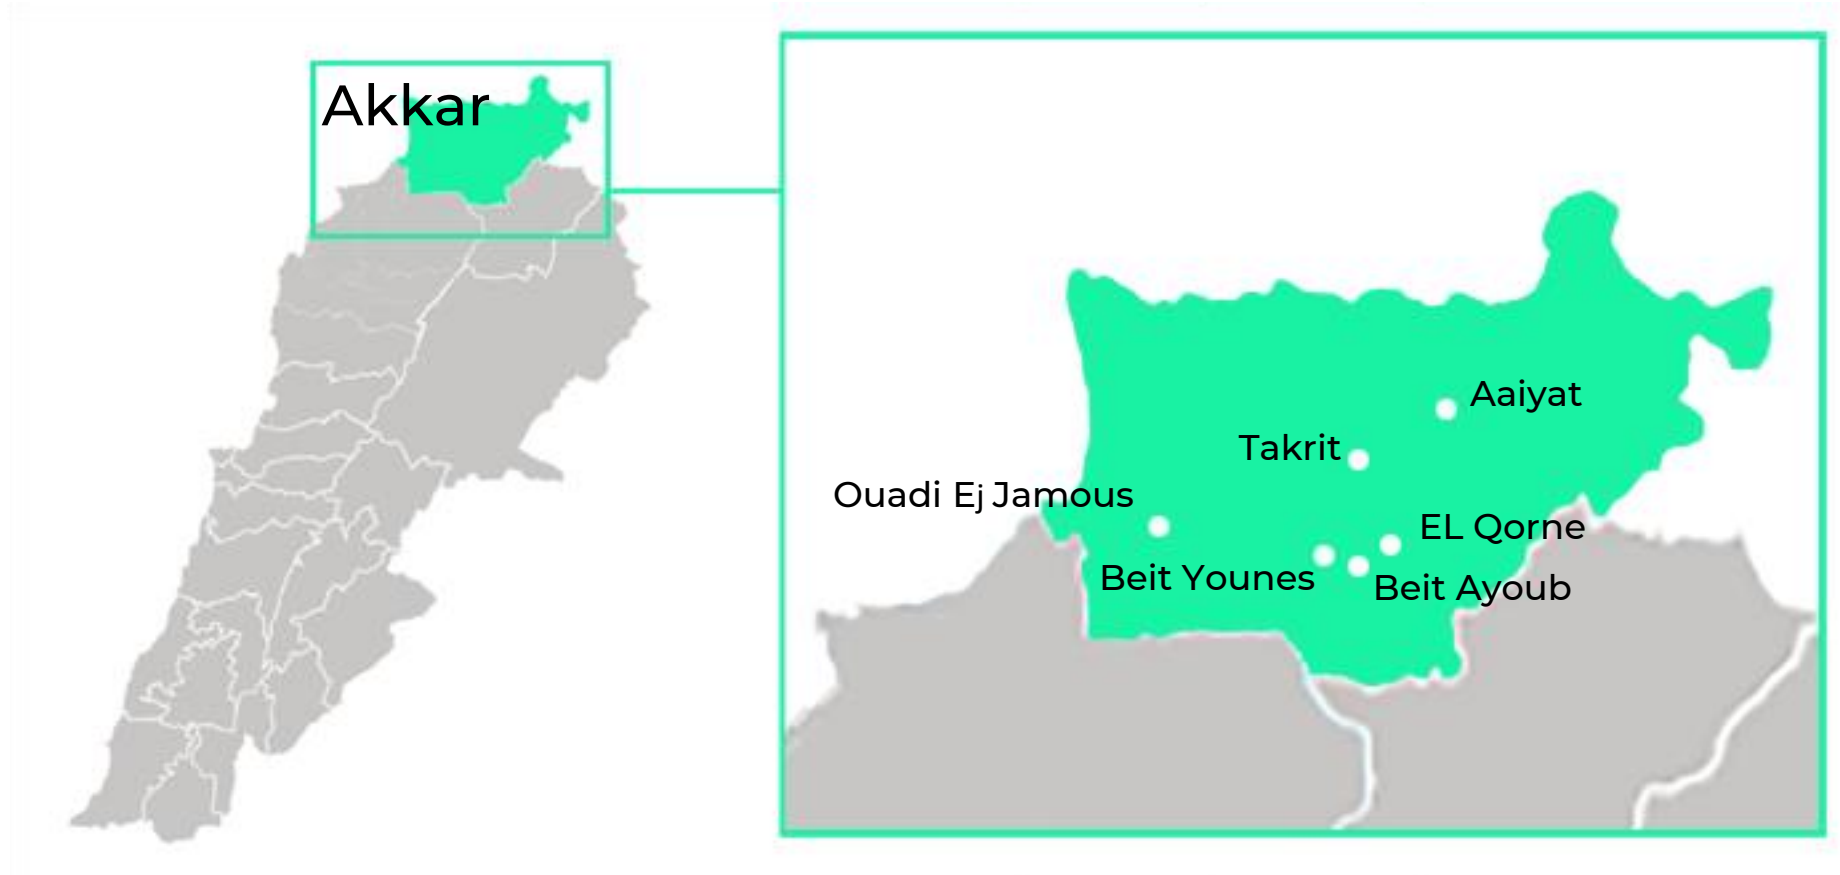 Akkar
Aaiyat
Takrit
Ouadi Ej Jamous
EL Qorne
Beit Younes
Beit Ayoub